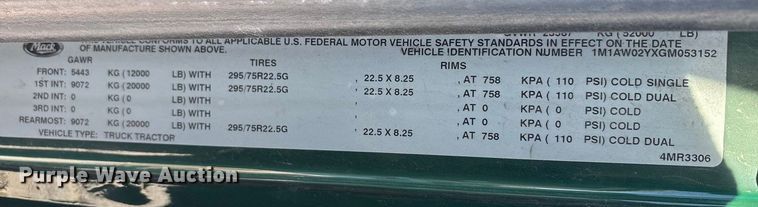 GVWR 23587 KG ( 52000 LB)
Mack
VEHICLE CONFORMS TO ALL APPLICABLE U.S. FEDERAL MOTOR VEHICLE SAFETY STANDARDS IN EFFECT ON THE DATE
OF MANUFACTURE SHOWN ABOVE. VEHICLE IDENTIFICATION NUMBER 1M1AW02YXGM053152
GAWR TIRES RIMS
FRONT: 5443 KG ( 12000 LB) WITH 295/75R22.5G , 22.5 X 8.25 , AT 758 KPA ( 110 PSI) COLD SINGLE
1ST INT: 9072 KG ( 20000 LB) WITH 295/75R22.5G , 22.5 X 8.25 , AT 758 KPA ( 110 PSI) COLD DUAL
2ND INT: 0 KG ( 0 LB) WITH , , AT 0 KPA ( 0 PSI) COLD
3RD INT: 0 KG ( 0 LB) WITH , , AT 0 KPA ( 0 PSI) COLD
REARMOST: 9072 KG ( 20000 LB) WITH 295/75R22.5G , 22.5 X 8.25 , AT 758 KPA ( 110 PSI) COLD DUAL
VEHICLE TYPE: TRUCK TRACTOR
4MR3306
Purple Wave Auction